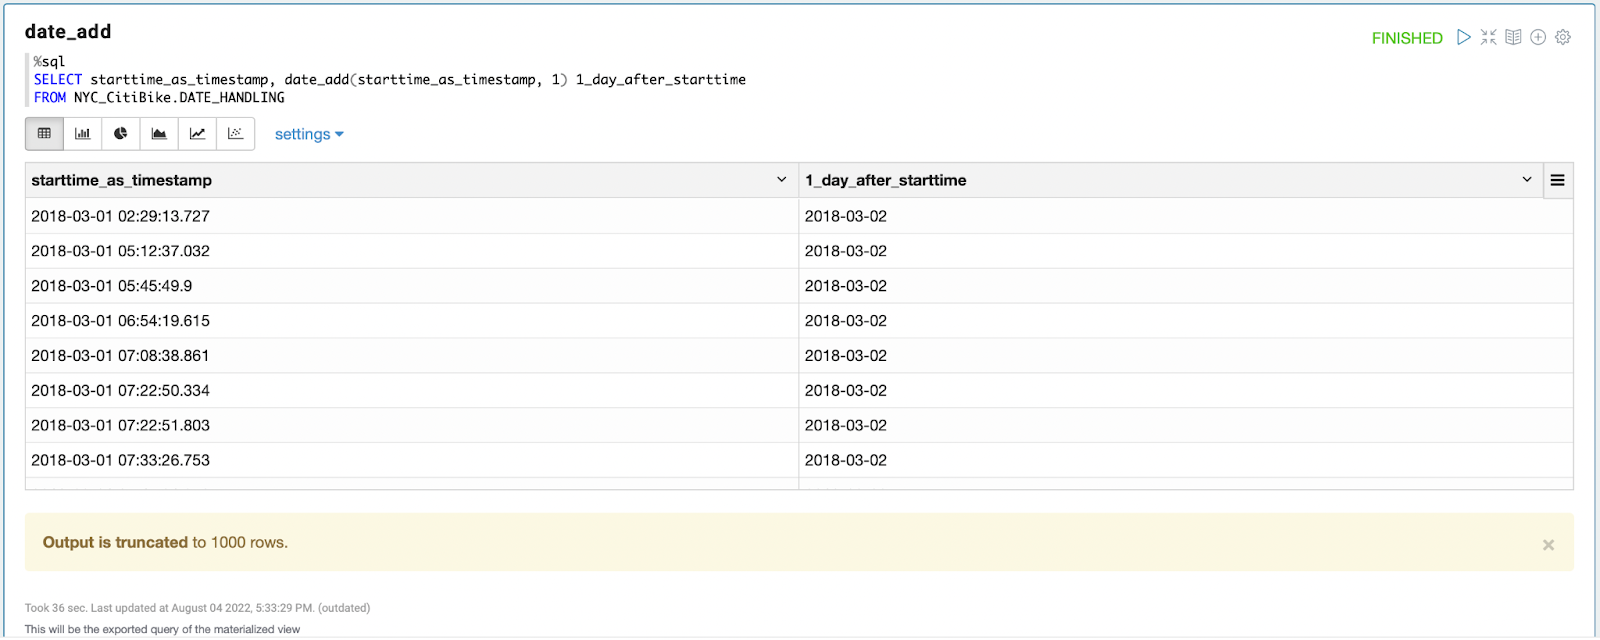 date_add
FINISHED
%sql
SELECT starttime_as_timestamp, date_add(starttime_as_timestamp, 1) 1_day_after_starttime
FROM NYC_CitiBike.DATE_HANDLING
settings
starttime_as_timestamp 1_day_after_starttime
2018-03-01 02:29:13.727 2018-03-02
2018-03-01 05:12:37.032 2018-03-02
2018-03-01 05:45:49.9 2018-03-02
2018-03-01 06:54:19.615 2018-03-02
2018-03-01 07:08:38.861 2018-03-02
2018-03-01 07:22:50.334 2018-03-02
2018-03-01 07:22:51.803 2018-03-02
2018-03-01 07:33:26.753 2018-03-02
Output is truncated to 1000 rows.
Took 36 sec. Last updated at August 04 2022, 5:33:29 PM. (outdated)
This will be the exported query of the materialized view